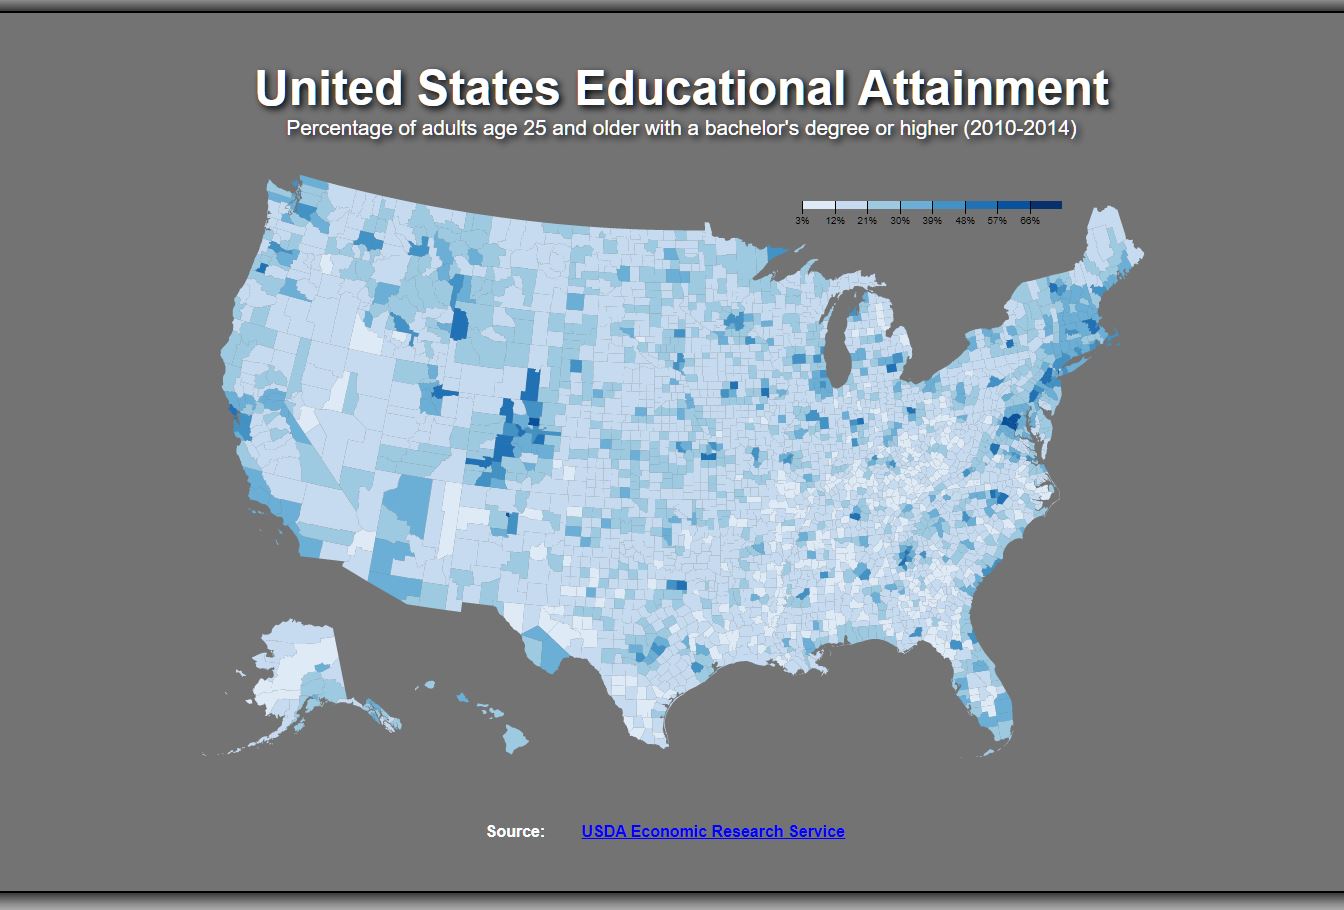 United States Educational Attainment
Percentage of adults age 25 and older with a bachelor's degree or higher (2010-2014)
3% 12% 21% 30% 39% 48% 57% 66%
Source: USDA Economic Research Service